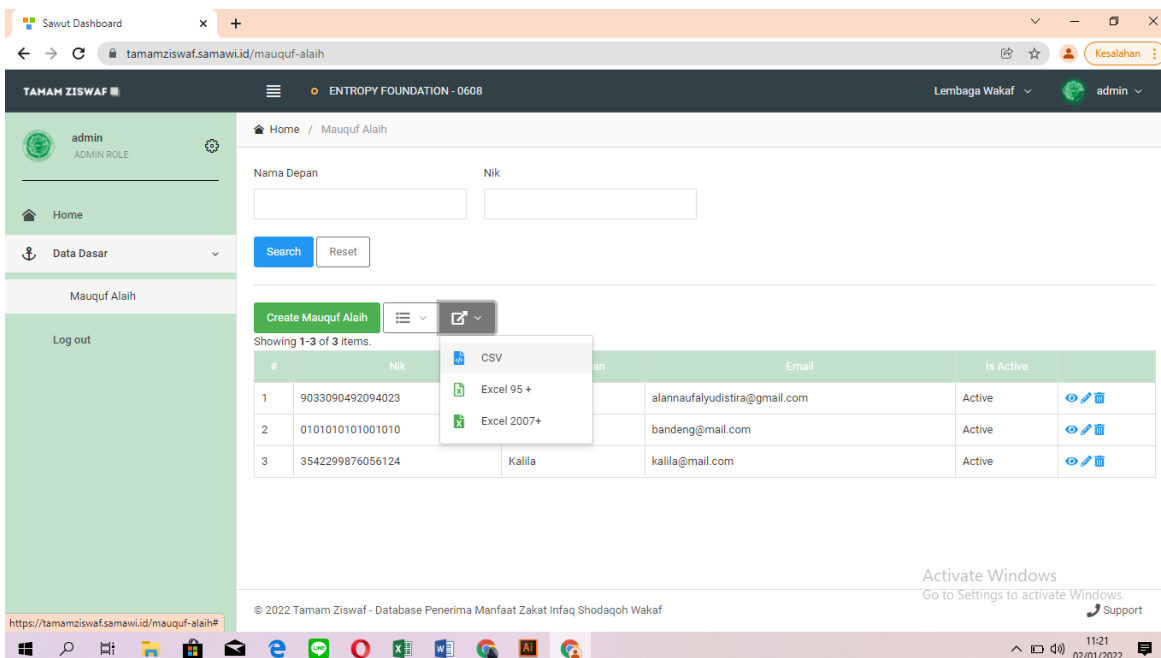 Sawut Dashboard
tamamziswaf.samawi.id/mauquf-alaih
Kesalahan
TAMAM ZISWAF
ENTROPY FOUNDATION - 0608
Lembaga Wakaf
admin
admin
ADMIN ROLE
Home
Data Dasar
Mauquf Alaih
Log out
Home / Mauquf Alaih
Nama Depan Nik
Search Reset
Create Mauquf Alaih
Showing 1-3 of 3 items.
CSV
Excel 95 +
Excel 2007+
# Nik an Email Is Active
1 9033090492094023 alannaufalyudistira@gmail.com Active
2 0101010101001010 bandeng@mail.com Active
3 3542299876056124 Kalila kalila@mail.com Active
Activate Windows
Go to Settings to activate Windows.
© 2022 Tamam Ziswaf - Database Penerima Manfaat Zakat Infaq Shodaqoh Wakaf
Support
https://tamamziswaf.samawi.id/mauquf-alaih#
LINE
Ai
11:21
02/01/2022